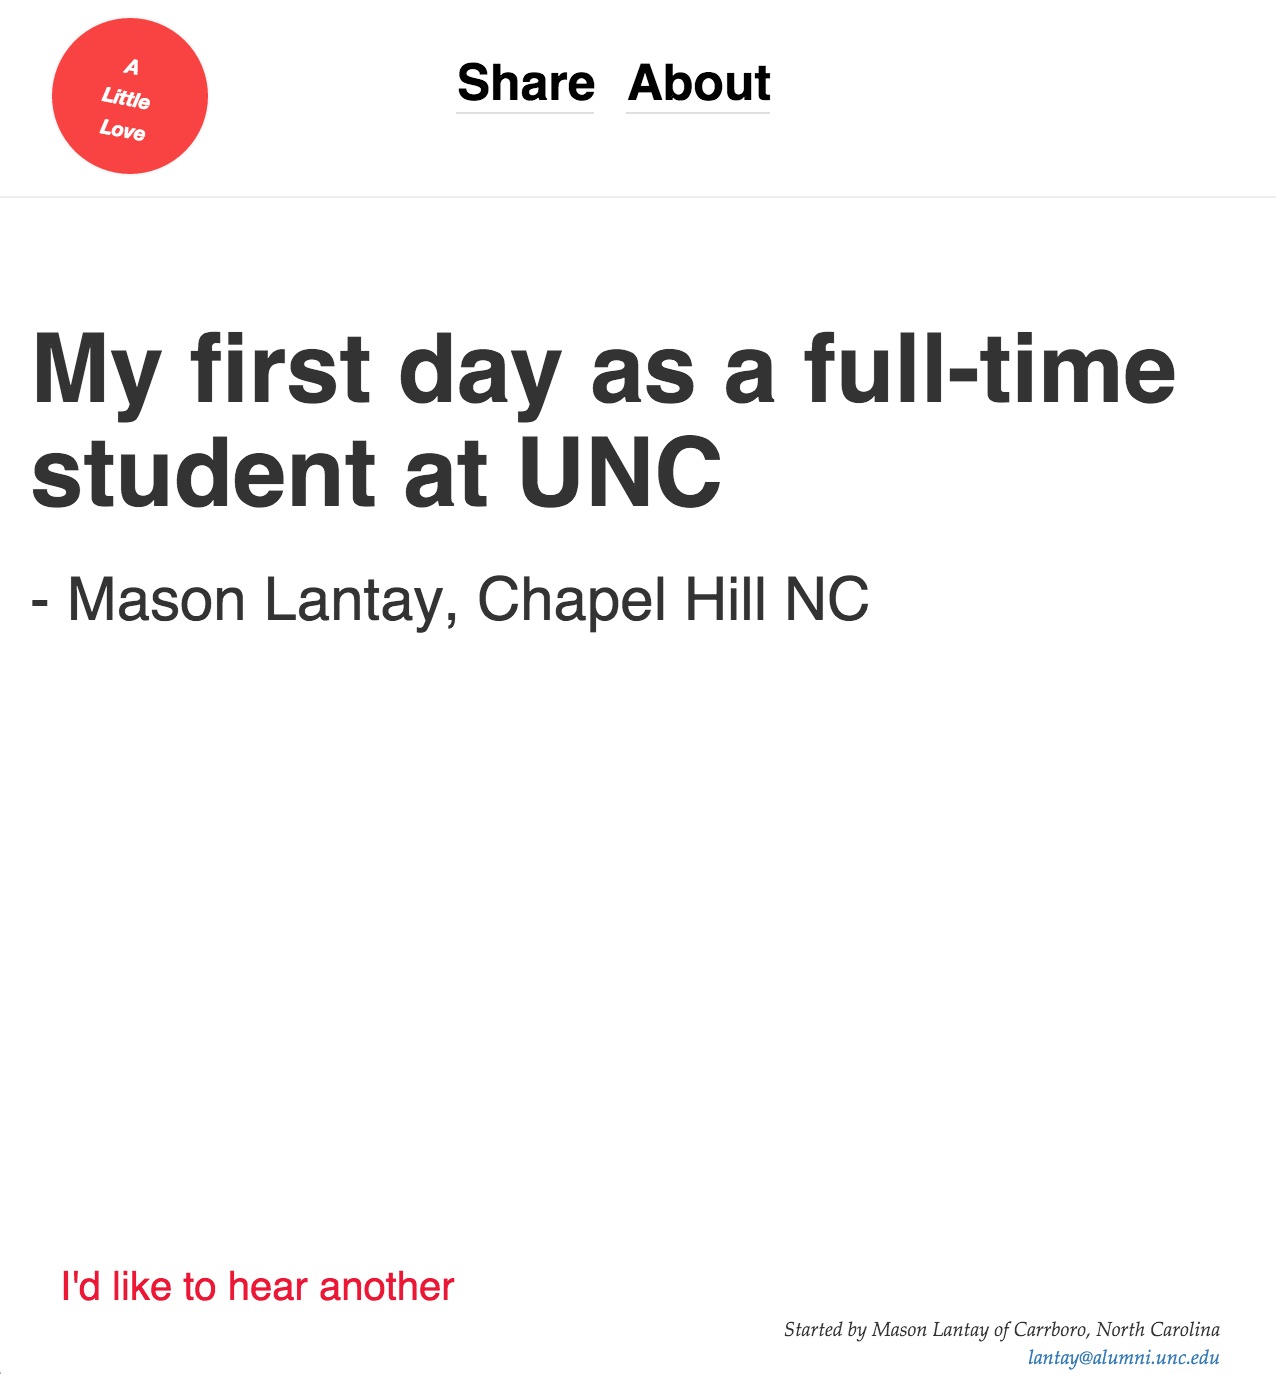 A
Little
Love
Share About
My first day as a full-time
student at UNC
- Mason Lantay, Chapel Hill NC
I'd like to hear another
Started by Mason Lantay of Carrboro, North Carolina
lantay@alumni.unc.edu